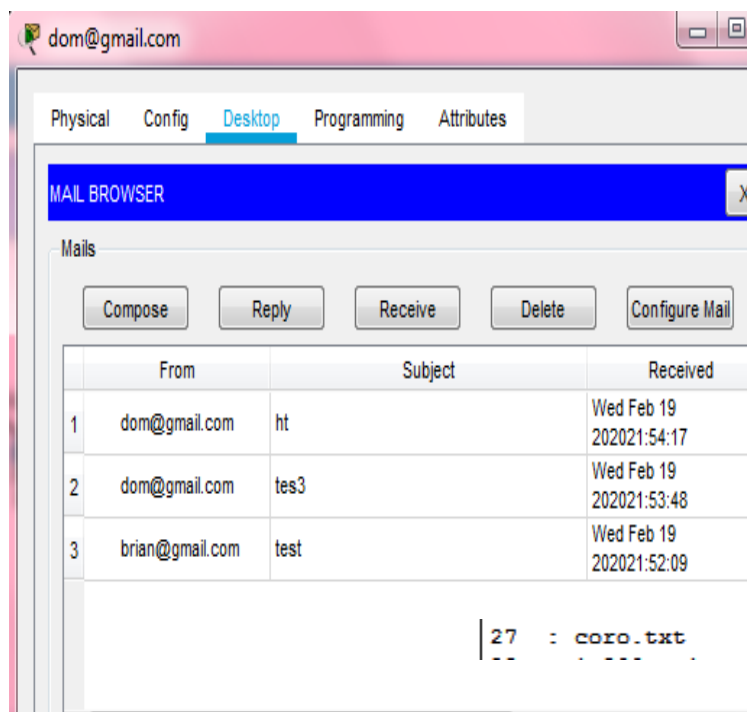 dom@gmail.com
Physical Config Desktop Programming Attributes
MAIL BROWSER X
Mails
Compose Reply Receive Delete Configure Mail
From Subject Received
1 dom@gmail.com ht Wed Feb 19
202021:54:17
2 dom@gmail.com tes3 Wed Feb 19
202021:53:48
3 brian@gmail.com test Wed Feb 19
202021:52:09
27 : coro.txt